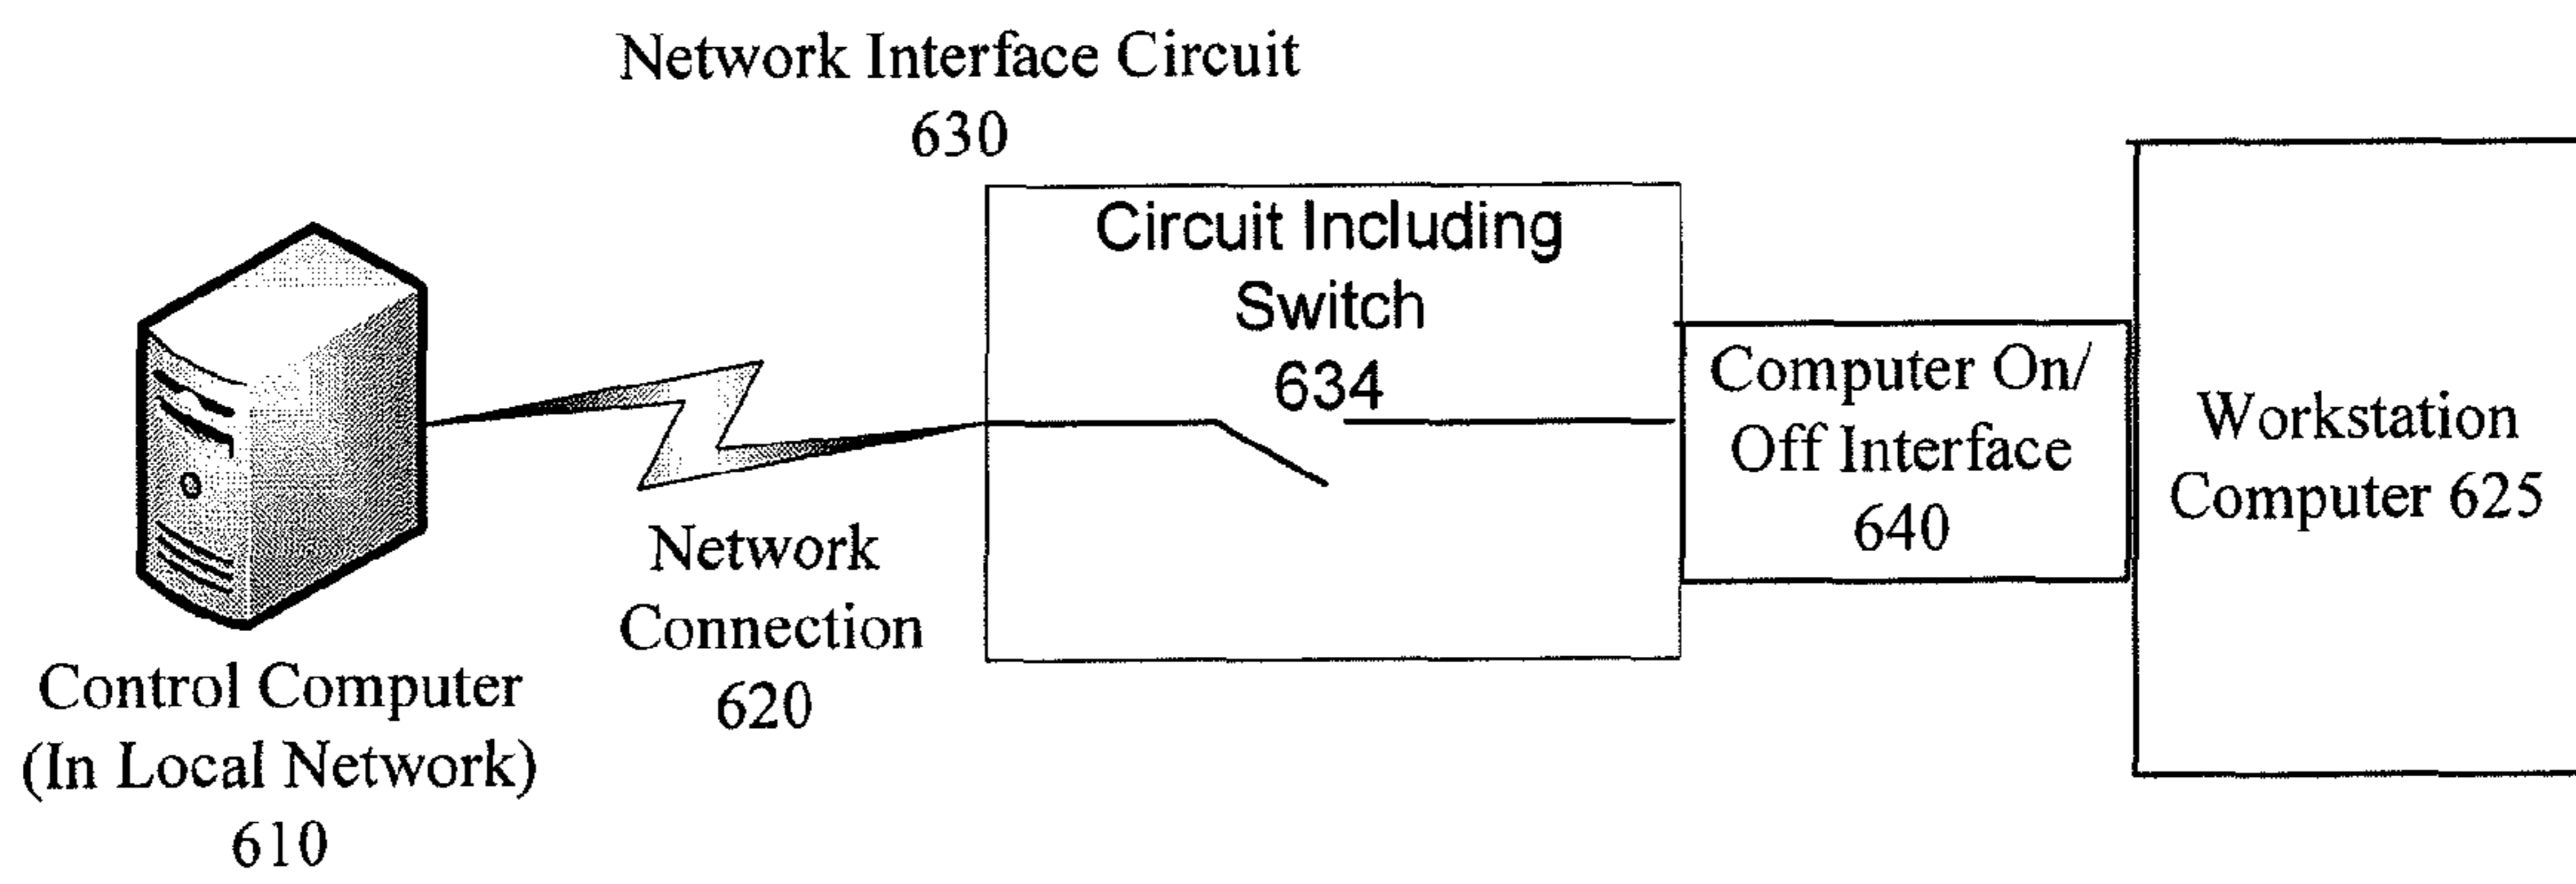 Network Interface Circuit
630
Circuit Including
Switch
634
Computer On/
Off Interface
640
Workstation
Computer 625
Network
Connection
620
Control Computer
(In Local Network)
610